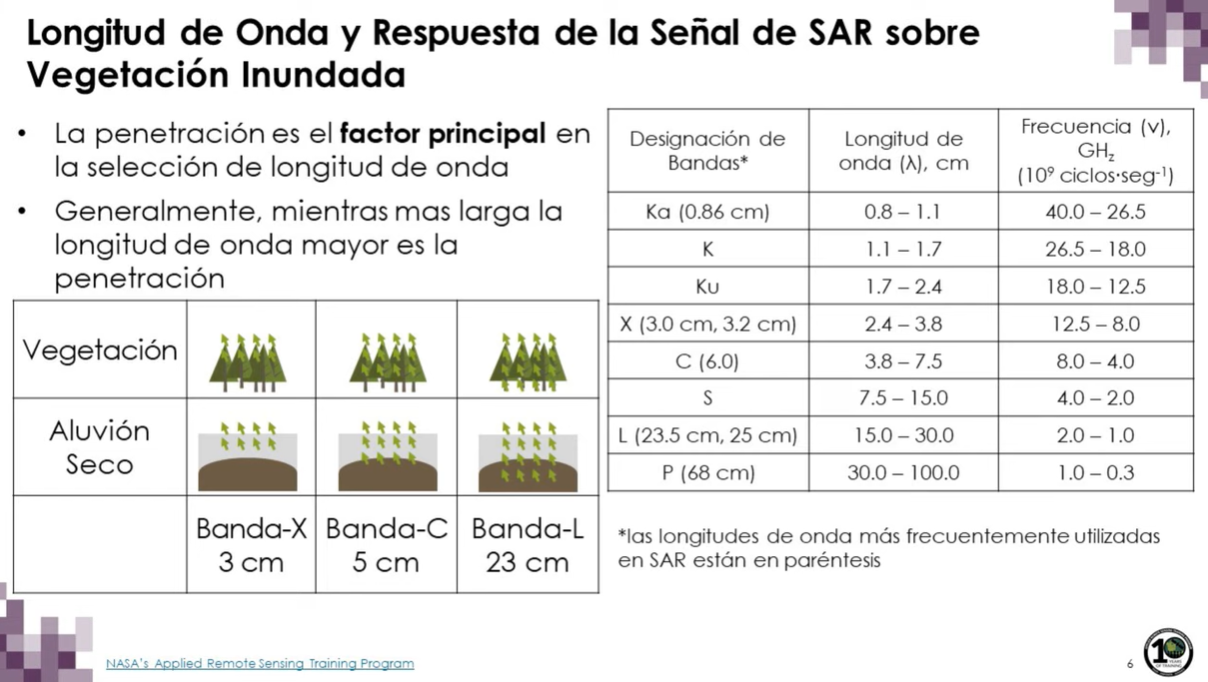 Longitud de Onda y Respuesta de la Señal de SAR sobre
Vegetación Inundada
• La penetración es el factor principal en
la selección de longitud de onda
• Generalmente, mientras mas larga la
longitud de onda mayor es la
penetración
Vegetación
Aluvión
Seco
Banda-X Banda-C Banda-L
3 cm 5 cm 23 cm
Designación de
Bandas*
Longitud de
onda (λ), cm
Frecuencia (v),
GHz
(10⁹ ciclos·seg⁻¹)
Ka (0.86 cm) 0.8 – 1.1 40.0 – 26.5
K 1.1 – 1.7 26.5 – 18.0
Ku 1.7 – 2.4 18.0 – 12.5
X (3.0 cm, 3.2 cm) 2.4 – 3.8 12.5 – 8.0
C (6.0) 3.8 – 7.5 8.0 – 4.0
S 7.5 – 15.0 4.0 – 2.0
L (23.5 cm, 25 cm) 15.0 – 30.0 2.0 – 1.0
P (68 cm) 30.0 – 100.0 1.0 – 0.3
*las longitudes de onda más frecuentemente utilizadas
en SAR están en paréntesis
NASA's Applied Remote Sensing Training Program
6
10
YEARS
OF TRAINING